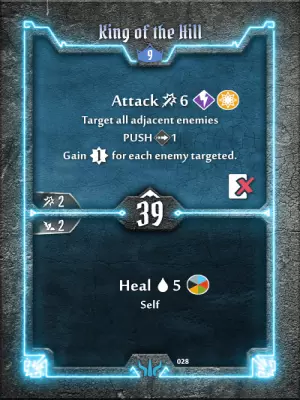 King of the Hill
9
Attack 6
Target all adjacent enemies
PUSH 1
Gain 1 for each enemy targeted.
2
39
2
Heal 5
Self
028